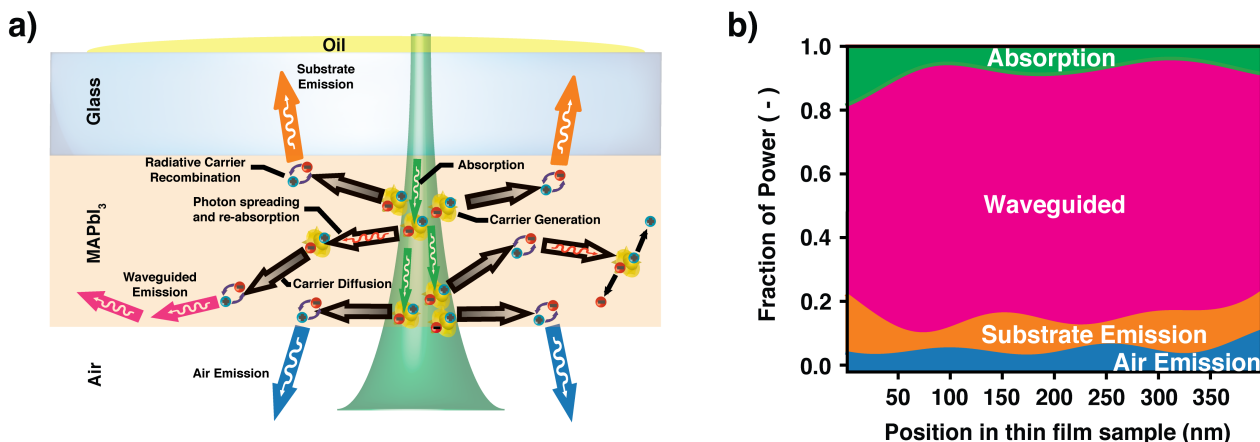 a)
Oil
Glass
Substrate
Emission
Radiative Carrier
Recombination
Absorption
Photon spreading
and re-absorption
Carrier Generation
MAPbI3
Waveguided
Emission
Carrier Diffusion
Air
Air Emission
b)
Fraction of Power ( - )
1.0
0.8
0.6
0.4
0.2
0.0
Absorption
Waveguided
Substrate Emission
Air Emission
50 100 150 200 250 300 350
Position in thin film sample (nm)